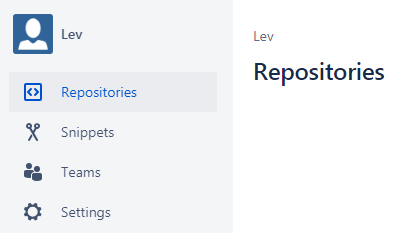 Lev
Repositories
Snippets
Teams
Settings
Lev
Repositories